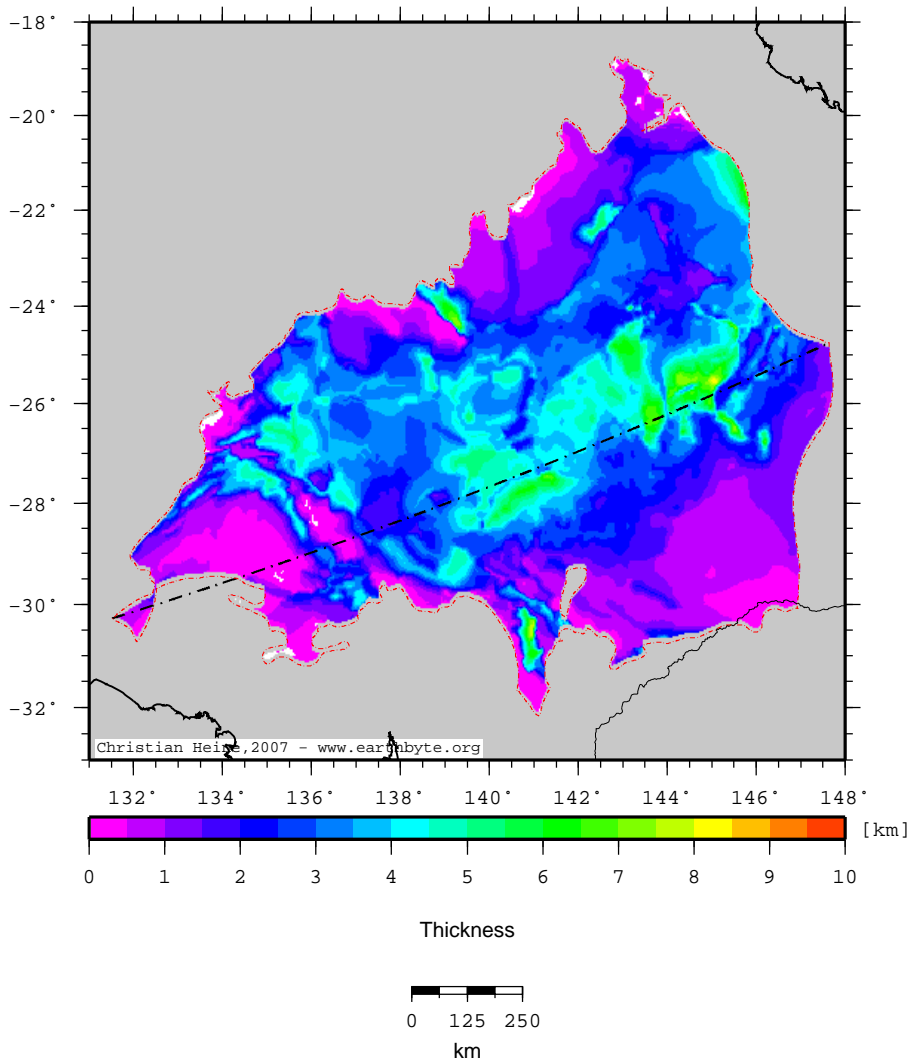 −18˚
−20˚
−22˚
−24˚
−26˚
−28˚
−30˚
−32˚
Christian Heine,2007 − www.earthbyte.org
132˚ 134˚ 136˚ 138˚ 140˚ 142˚ 144˚ 146˚ 148˚
[km]
0 1 2 3 4 5 6 7 8 9 10
Thickness
0 125 250
km